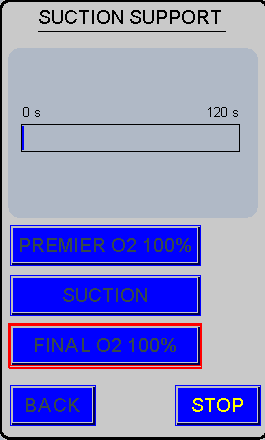 SUCTION SUPPORT
0 s 120 s
PREMIER O2 100%
SUCTION
FINAL O2 100%
BACK STOP